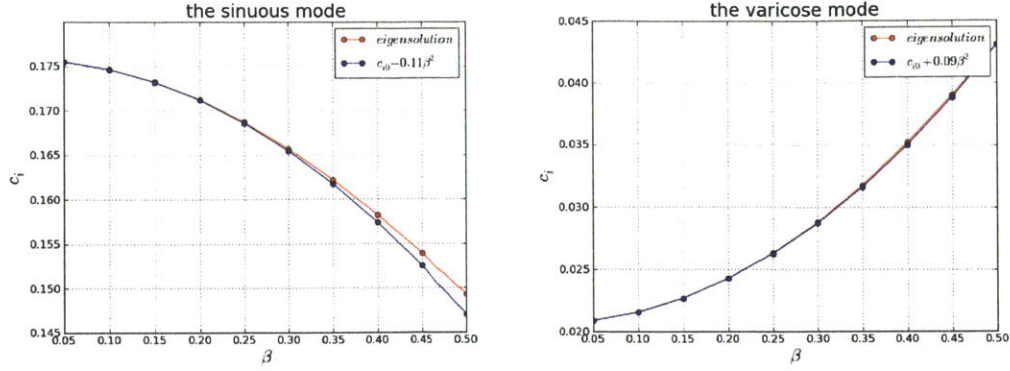 the sinuous mode
eigensolution
c_{i0}−0.11β²
0.175
0.170
0.165
0.160
0.155
0.150
0.145
0.05 0.10 0.15 0.20 0.25 0.30 0.35 0.40 0.45 0.50
c_i
β
the varicose mode
eigensolution
c_{i0}+0.09β²
0.045
0.040
0.035
0.030
0.025
0.020
0.05 0.10 0.15 0.20 0.25 0.30 0.35 0.40 0.45 0.50
c_i
β